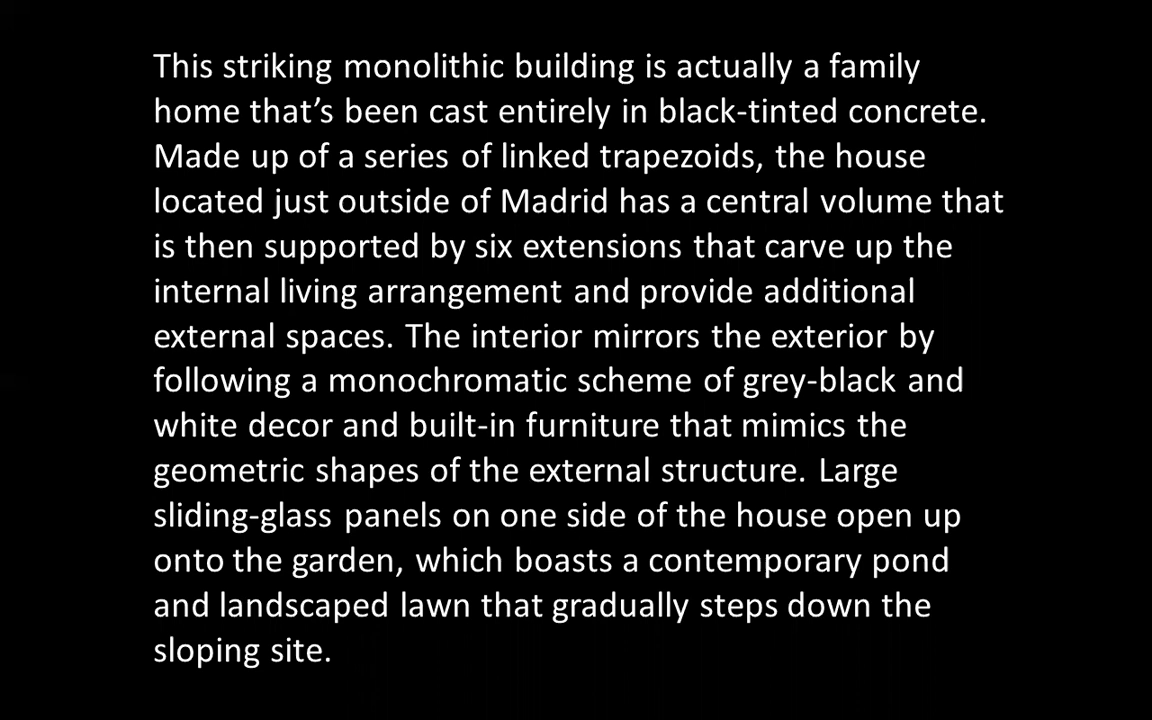 This striking monolithic building is actually a family
home that’s been cast entirely in black-tinted concrete.
Made up of a series of linked trapezoids, the house
located just outside of Madrid has a central volume that
is then supported by six extensions that carve up the
internal living arrangement and provide additional
external spaces. The interior mirrors the exterior by
following a monochromatic scheme of grey-black and
white decor and built-in furniture that mimics the
geometric shapes of the external structure. Large
sliding-glass panels on one side of the house open up
onto the garden, which boasts a contemporary pond
and landscaped lawn that gradually steps down the
sloping site.